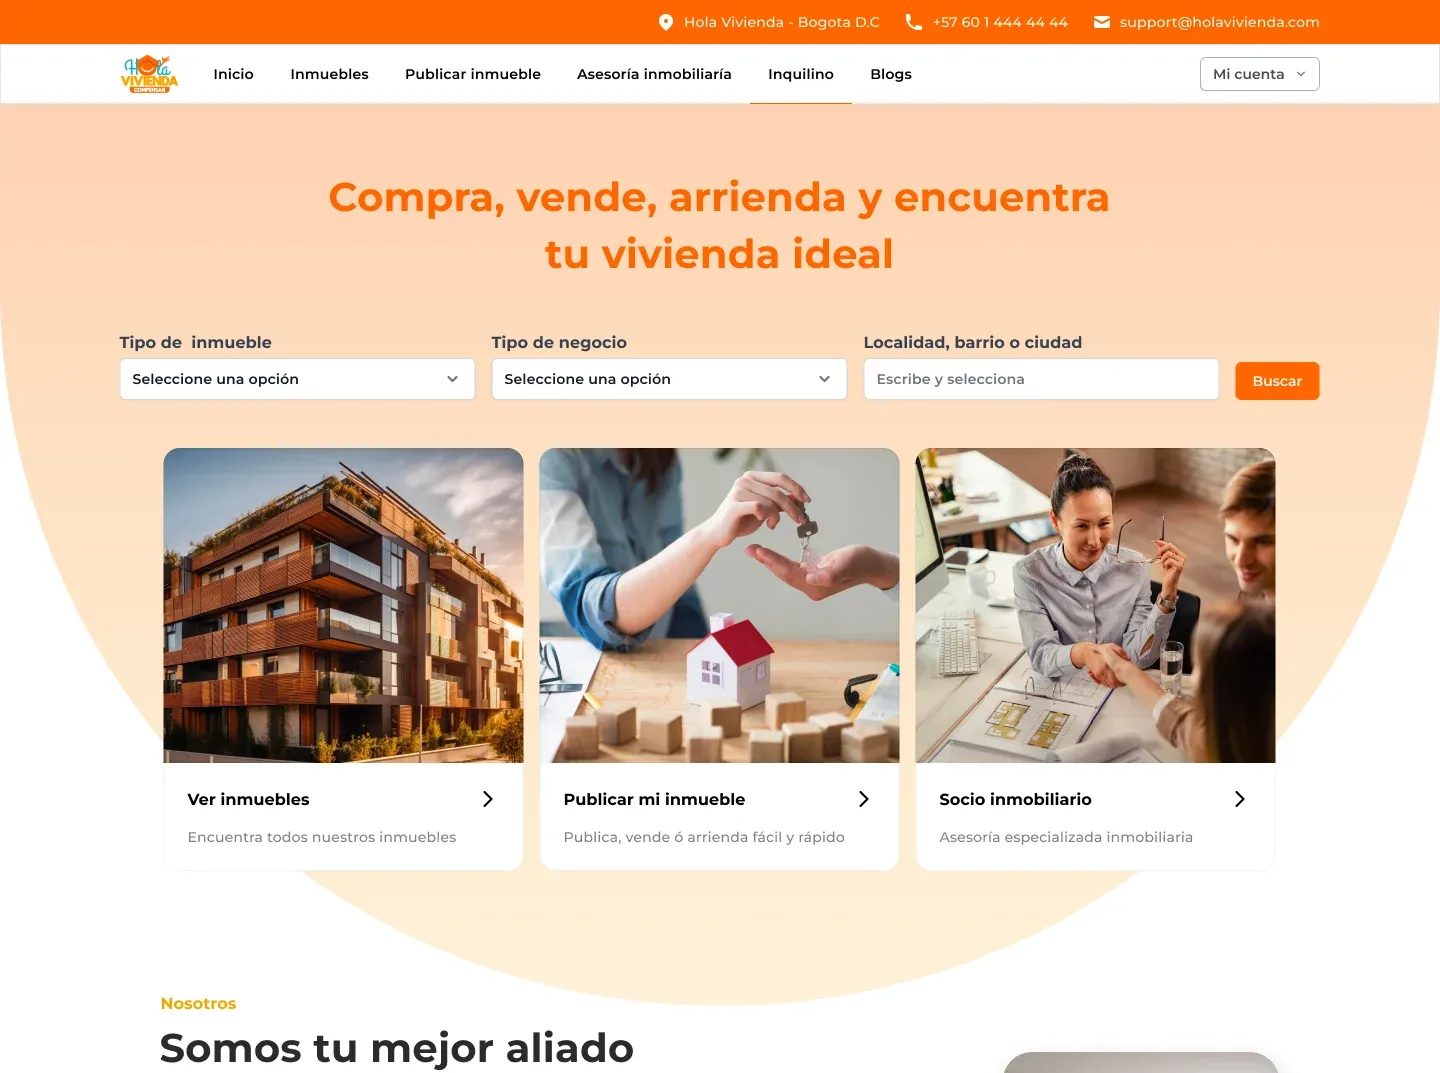 Hola Vivienda - Bogota D.C
+57 60 1 444 44 44
support@holavivienda.com
Hola
VIVIENDA
COMPENSAR
Inicio
Inmuebles
Publicar inmueble
Asesoría inmobiliaría
Inquilino
Blogs
Mi cuenta
Compra, vende, arrienda y encuentra
tu vivienda ideal
Tipo de inmueble
Tipo de negocio
Localidad, barrio o ciudad
Seleccione una opción
Seleccione una opción
Escribe y selecciona
Buscar
Ver inmuebles
Encuentra todos nuestros inmuebles
Publicar mi inmueble
Publica, vende ó arrienda fácil y rápido
Socio inmobiliario
Asesoría especializada inmobiliaria
Nosotros
Somos tu mejor aliado